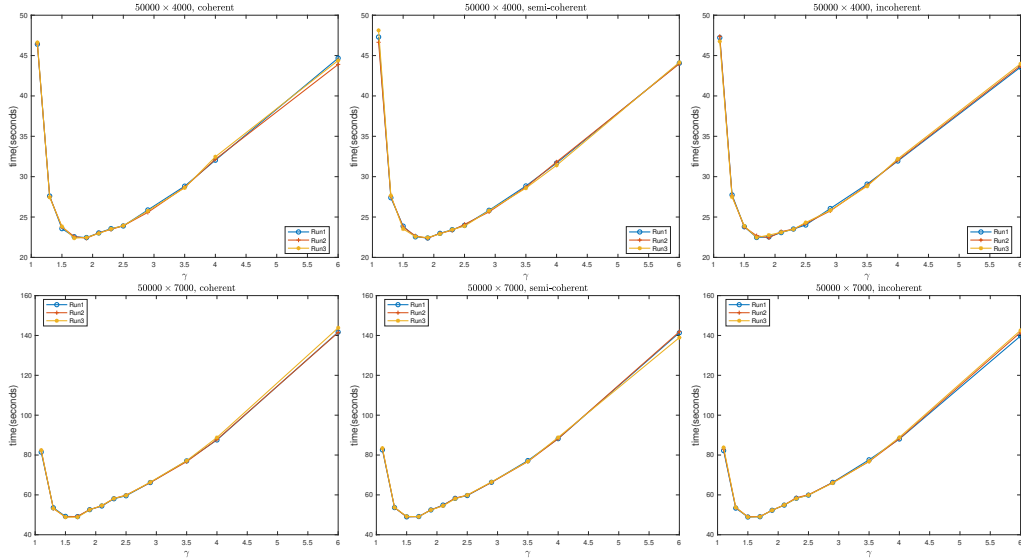 50000 × 4000, coherent
50
45
40
35
30
25
20
time(seconds)
1 1.5 2 2.5 3 3.5 4 4.5 5 5.5 6
γ
Run1
Run2
Run3
50000 × 4000, semi-coherent
50
45
40
35
30
25
20
time(seconds)
1 1.5 2 2.5 3 3.5 4 4.5 5 5.5 6
γ
Run1
Run2
Run3
50000 × 4000, incoherent
50
45
40
35
30
25
20
time(seconds)
1 1.5 2 2.5 3 3.5 4 4.5 5 5.5 6
γ
Run1
Run2
Run3
50000 × 7000, coherent
160
140
120
100
80
60
40
time(seconds)
1 1.5 2 2.5 3 3.5 4 4.5 5 5.5 6
γ
Run1
Run2
Run3
50000 × 7000, semi-coherent
160
140
120
100
80
60
40
time(seconds)
1 1.5 2 2.5 3 3.5 4 4.5 5 5.5 6
γ
Run1
Run2
Run3
50000 × 7000, incoherent
160
140
120
100
80
60
40
time(seconds)
1 1.5 2 2.5 3 3.5 4 4.5 5 5.5 6
γ
Run1
Run2
Run3